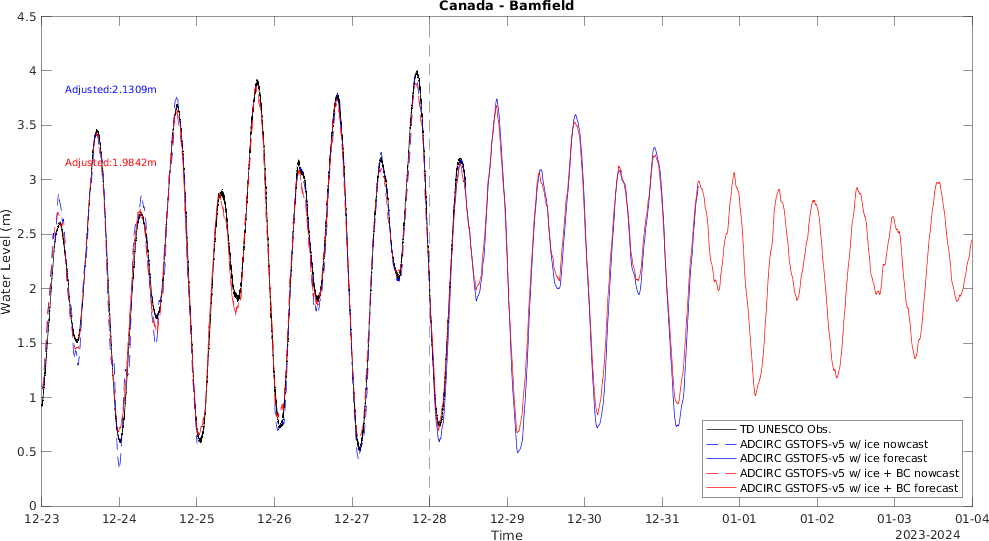 Canada - Bamfield
4.5
4
3.5
3
2.5
2
1.5
1
0.5
0
Water Level (m)
Adjusted:2.1309m
Adjusted:1.9842m
TD UNESCO Obs.
ADCIRC GSTOFS-v5 w/ ice nowcast
ADCIRC GSTOFS-v5 w/ ice forecast
ADCIRC GSTOFS-v5 w/ ice + BC nowcast
ADCIRC GSTOFS-v5 w/ ice + BC forecast
12-23 12-24 12-25 12-26 12-27 12-28 12-29 12-30 12-31 01-01 01-02 01-03 01-04
Time
2023-2024